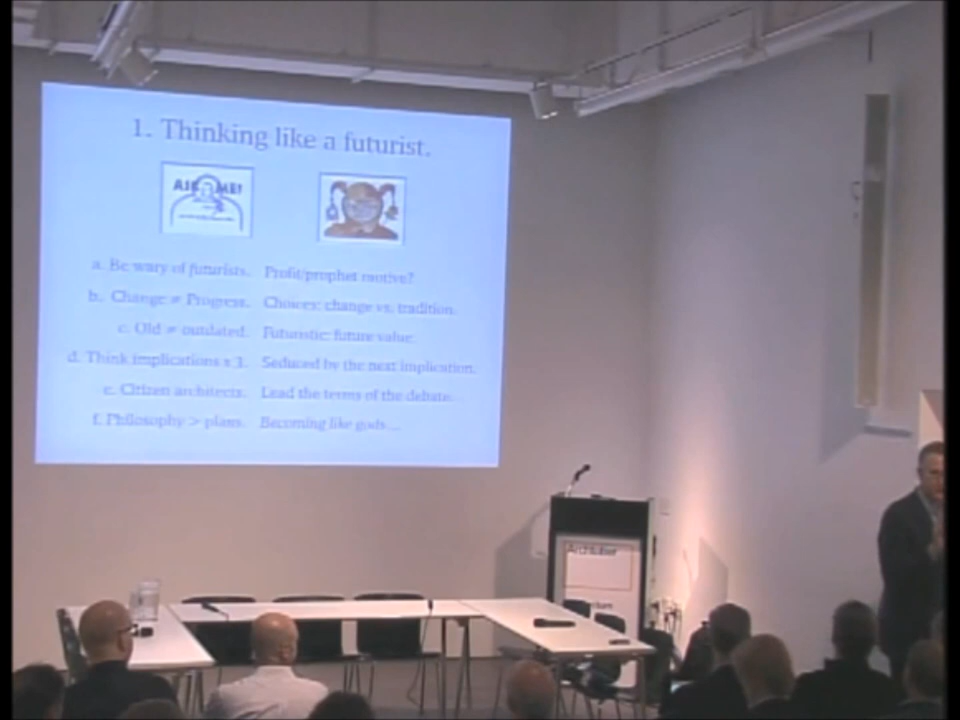 1. Thinking like a futurist.
ASK ME!
a. Be wary of futurists. Profit/prophet motive?
b. Change ≠ Progress. Choices: change vs. tradition.
c. Old ≠ outdated. Futuristic: future value.
d. Think implications x 3. Seduced by the next implication.
e. Citizen architects. Lead the terms of the debate...
f. Philosophy > plans. Becoming like gods...